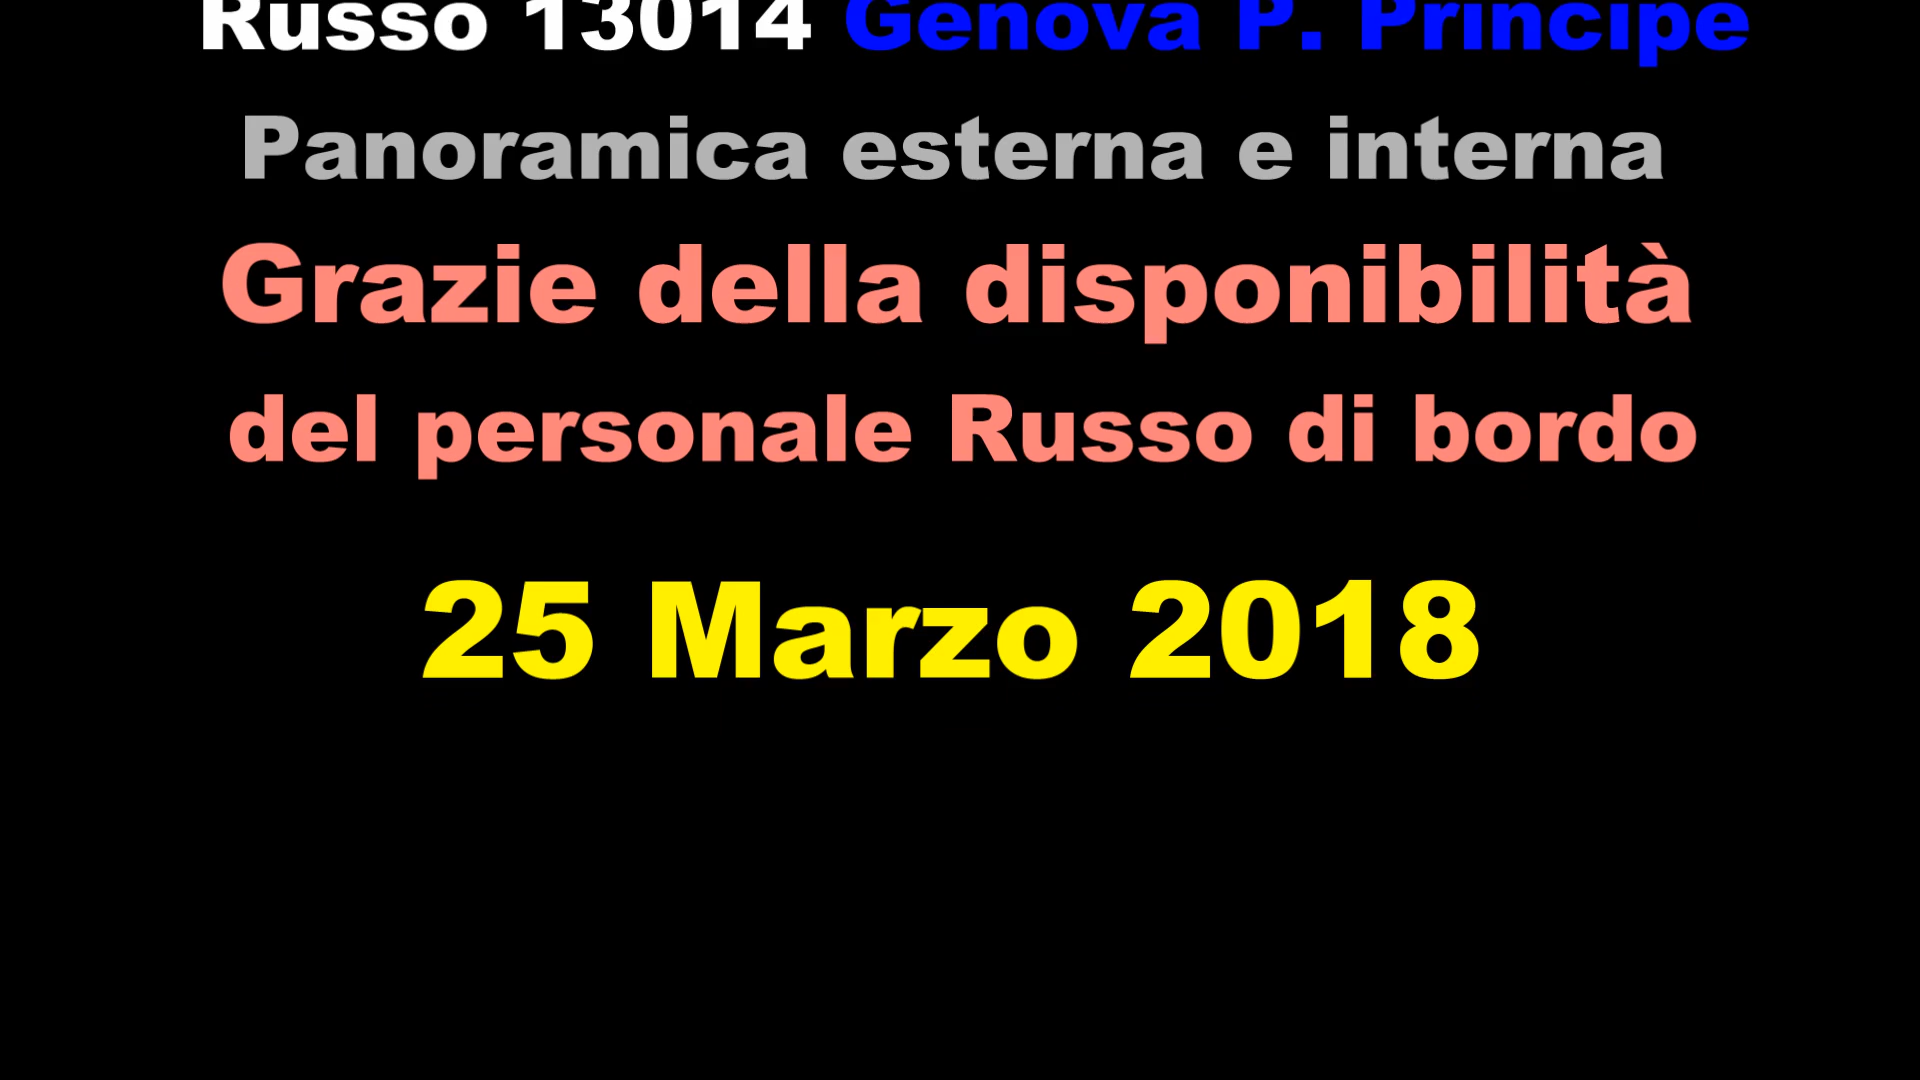 Russo 13014 Genova P. Principe
Panoramica esterna e interna
Grazie della disponibilità
del personale Russo di bordo
25 Marzo 2018